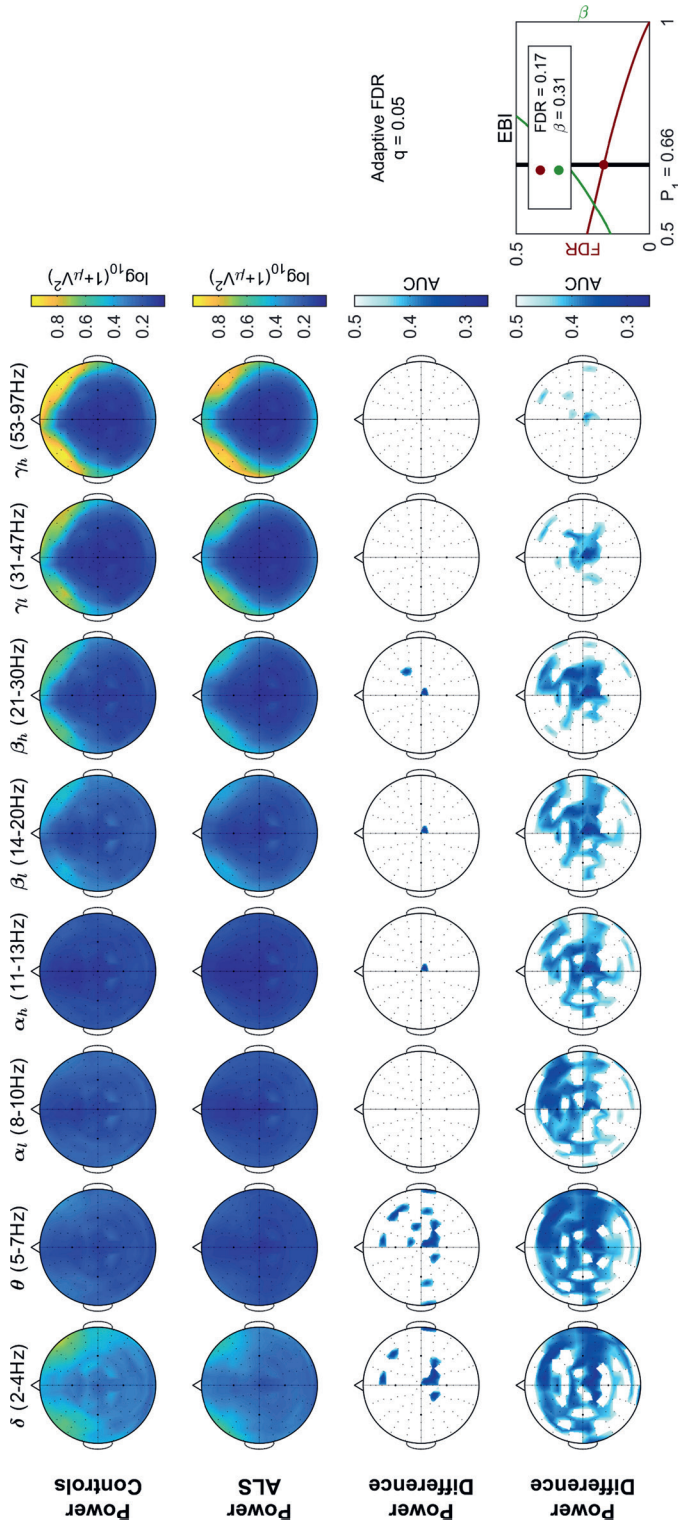 δ (2-4Hz)
θ (5-7Hz)
αl (8-10Hz)
αh (11-13Hz)
βl (14-20Hz)
βh (21-30Hz)
γl (31-47Hz)
γh (53-97Hz)
Power
Controls
0.8
0.6
0.4
0.2
log10(1+μV²)
Power
ALS
0.8
0.6
0.4
0.2
log10(1+μV²)
Power
Difference
0.5
0.4
0.3
AUC
Adaptive FDR
q = 0.05
Power
Difference
0.5
0.4
0.3
AUC
EBI
0.5
FDR
0
FDR = 0.17
β = 0.31
β
0.5
P1 = 0.66
1